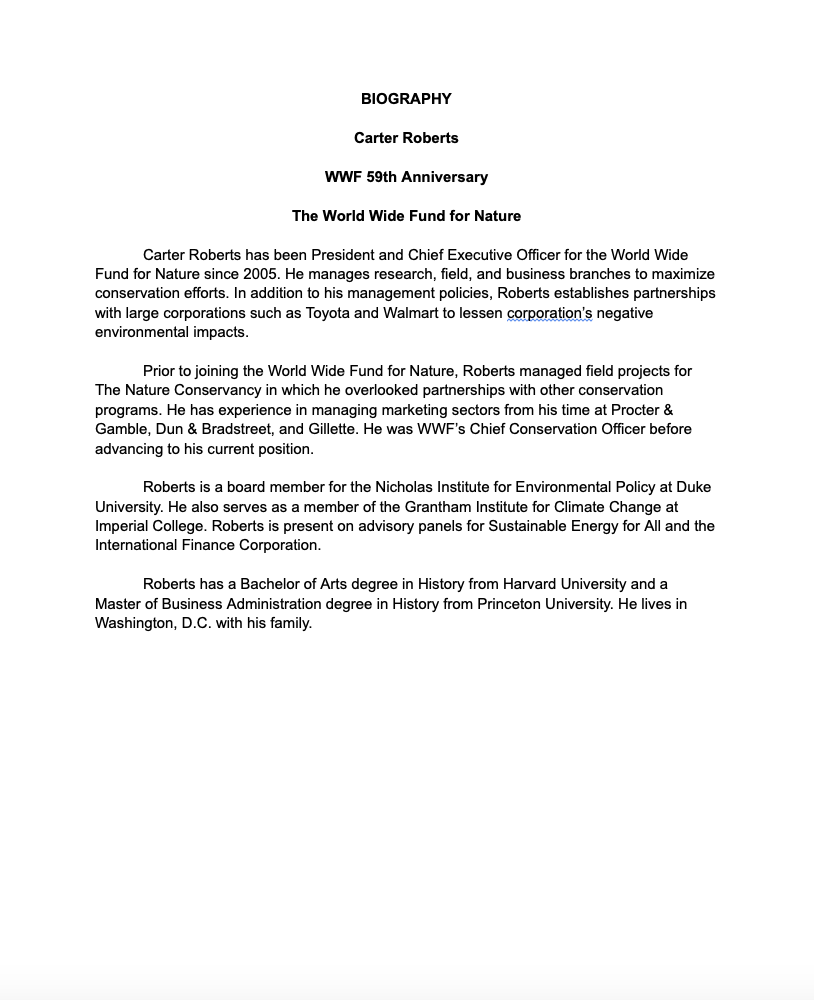 BIOGRAPHY
Carter Roberts
WWF 59th Anniversary
The World Wide Fund for Nature
Carter Roberts has been President and Chief Executive Officer for the World Wide
Fund for Nature since 2005. He manages research, field, and business branches to maximize
conservation efforts. In addition to his management policies, Roberts establishes partnerships
with large corporations such as Toyota and Walmart to lessen corporation’s negative
environmental impacts.
Prior to joining the World Wide Fund for Nature, Roberts managed field projects for
The Nature Conservancy in which he overlooked partnerships with other conservation
programs. He has experience in managing marketing sectors from his time at Procter &
Gamble, Dun & Bradstreet, and Gillette. He was WWF’s Chief Conservation Officer before
advancing to his current position.
Roberts is a board member for the Nicholas Institute for Environmental Policy at Duke
University. He also serves as a member of the Grantham Institute for Climate Change at
Imperial College. Roberts is present on advisory panels for Sustainable Energy for All and the
International Finance Corporation.
Roberts has a Bachelor of Arts degree in History from Harvard University and a
Master of Business Administration degree in History from Princeton University. He lives in
Washington, D.C. with his family.